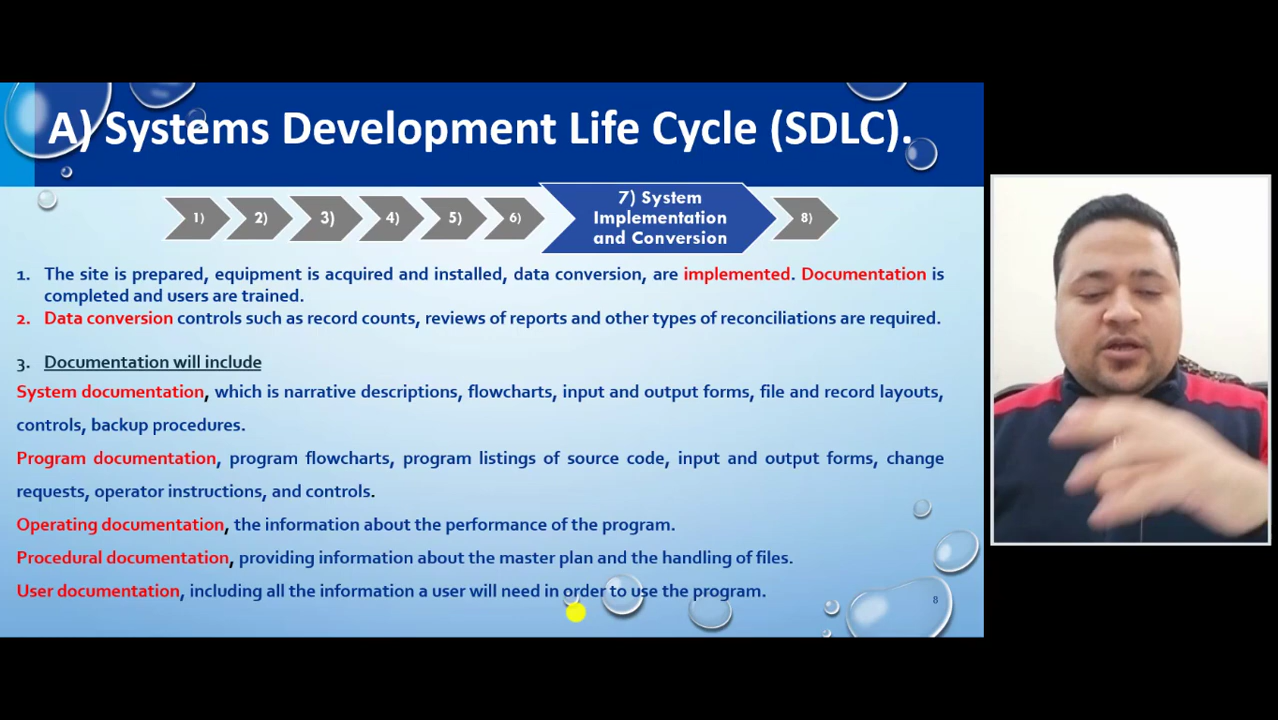 A) Systems Development Life Cycle (SDLC).
1)
2)
3)
4)
5)
6)
7) System
Implementation
and Conversion
8)
1. The site is prepared, equipment is acquired and installed, data conversion, are implemented. Documentation is
completed and users are trained.
2. Data conversion controls such as record counts, reviews of reports and other types of reconciliations are required.
3. Documentation will include
System documentation, which is narrative descriptions, flowcharts, input and output forms, file and record layouts,
controls, backup procedures.
Program documentation, program flowcharts, program listings of source code, input and output forms, change
requests, operator instructions, and controls.
Operating documentation, the information about the performance of the program.
Procedural documentation, providing information about the master plan and the handling of files.
User documentation, including all the information a user will need in order to use the program.
8